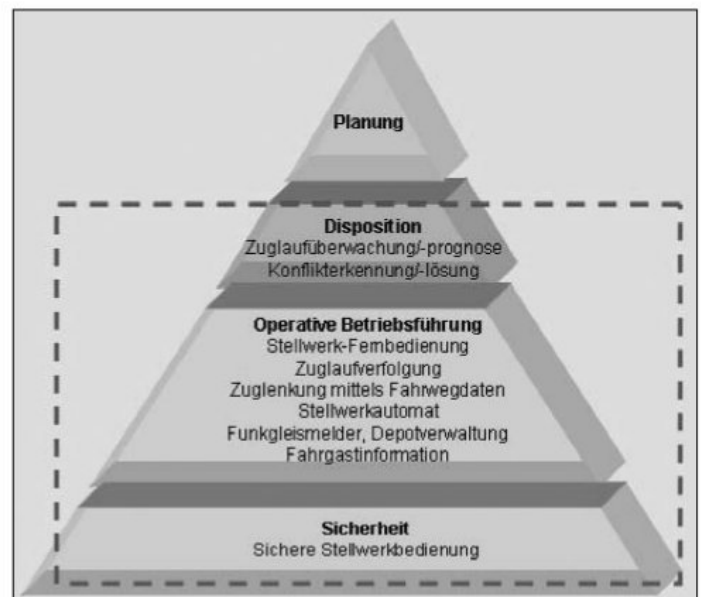 Planung
Disposition
Zuglaufüberwachung/-prognose
Konflikterkennung/-lösung
Operative Betriebsführung
Stellwerk-Fernbedienung
Zuglaufverfolgung
Zuglenkung mittels Fahrwegdaten
Stellwerkautomat
Funkgleismelder, Depotverwaltung
Fahrgastinformation
Sicherheit
Sichere Stellwerkbedienung